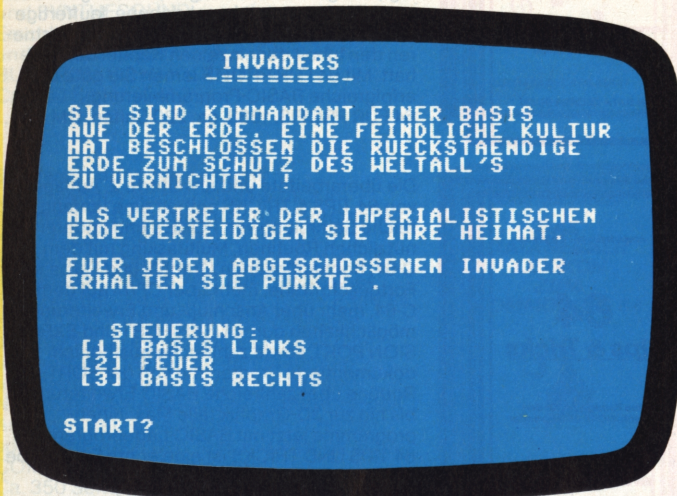 INVADERS
-========-
SIE SIND KOMMANDANT EINER BASIS
AUF DER ERDE. EINE FEINDLICHE KULTUR
HAT BESCHLOSSEN DIE RUECKSTAENDIGE
ERDE ZUM SCHUTZ DES WELTALL'S
ZU VERNICHTEN !
ALS VERTRETER DER IMPERIALISTISCHEN
ERDE VERTEIDIGEN SIE IHRE HEIMAT.
FUER JEDEN ABGESCHOSSENEN INVADER
ERHALTEN SIE PUNKTE .
STEUERUNG:
[1] BASIS LINKS
[2] FEUER
[3] BASIS RECHTS
START?